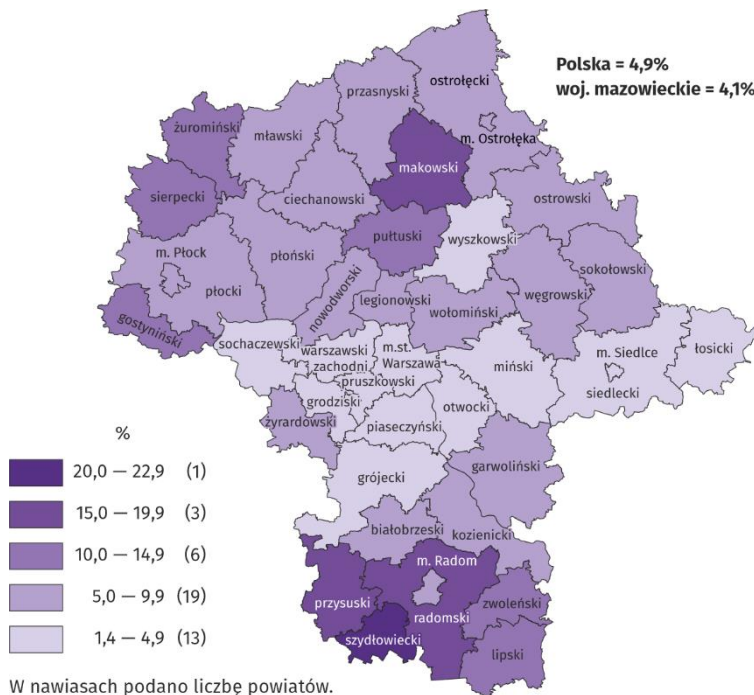 Polska = 4,9%
woj. mazowieckie = 4,1%
ostrołęcki
przasnyski
żuromiński
mławski
m. Ostrołęka
makowski
sierpecki
ciechanowski
ostrowski
pułtuski
wyszkowski
m. Płock
płoński
sokołowski
płocki
nowodworski
legionowski
węgrowski
wołomiński
gostyniński
sochaczewski
warszawski
zachodni
m.st.
Warszawa
miński
m. Siedlce
łosicki
pruszkowski
siedlecki
grodziski
otwocki
żyrardowski
piaseczyński
garwoliński
grójecki
białobrzeski
kozienicki
m. Radom
przysuski
radomski
zwoleński
szydłowiecki
lipski
%
20,0 — 22,9 (1)
15,0 — 19,9 (3)
10,0 — 14,9 (6)
5,0 — 9,9 (19)
1,4 — 4,9 (13)
W nawiasach podano liczbę powiatów.